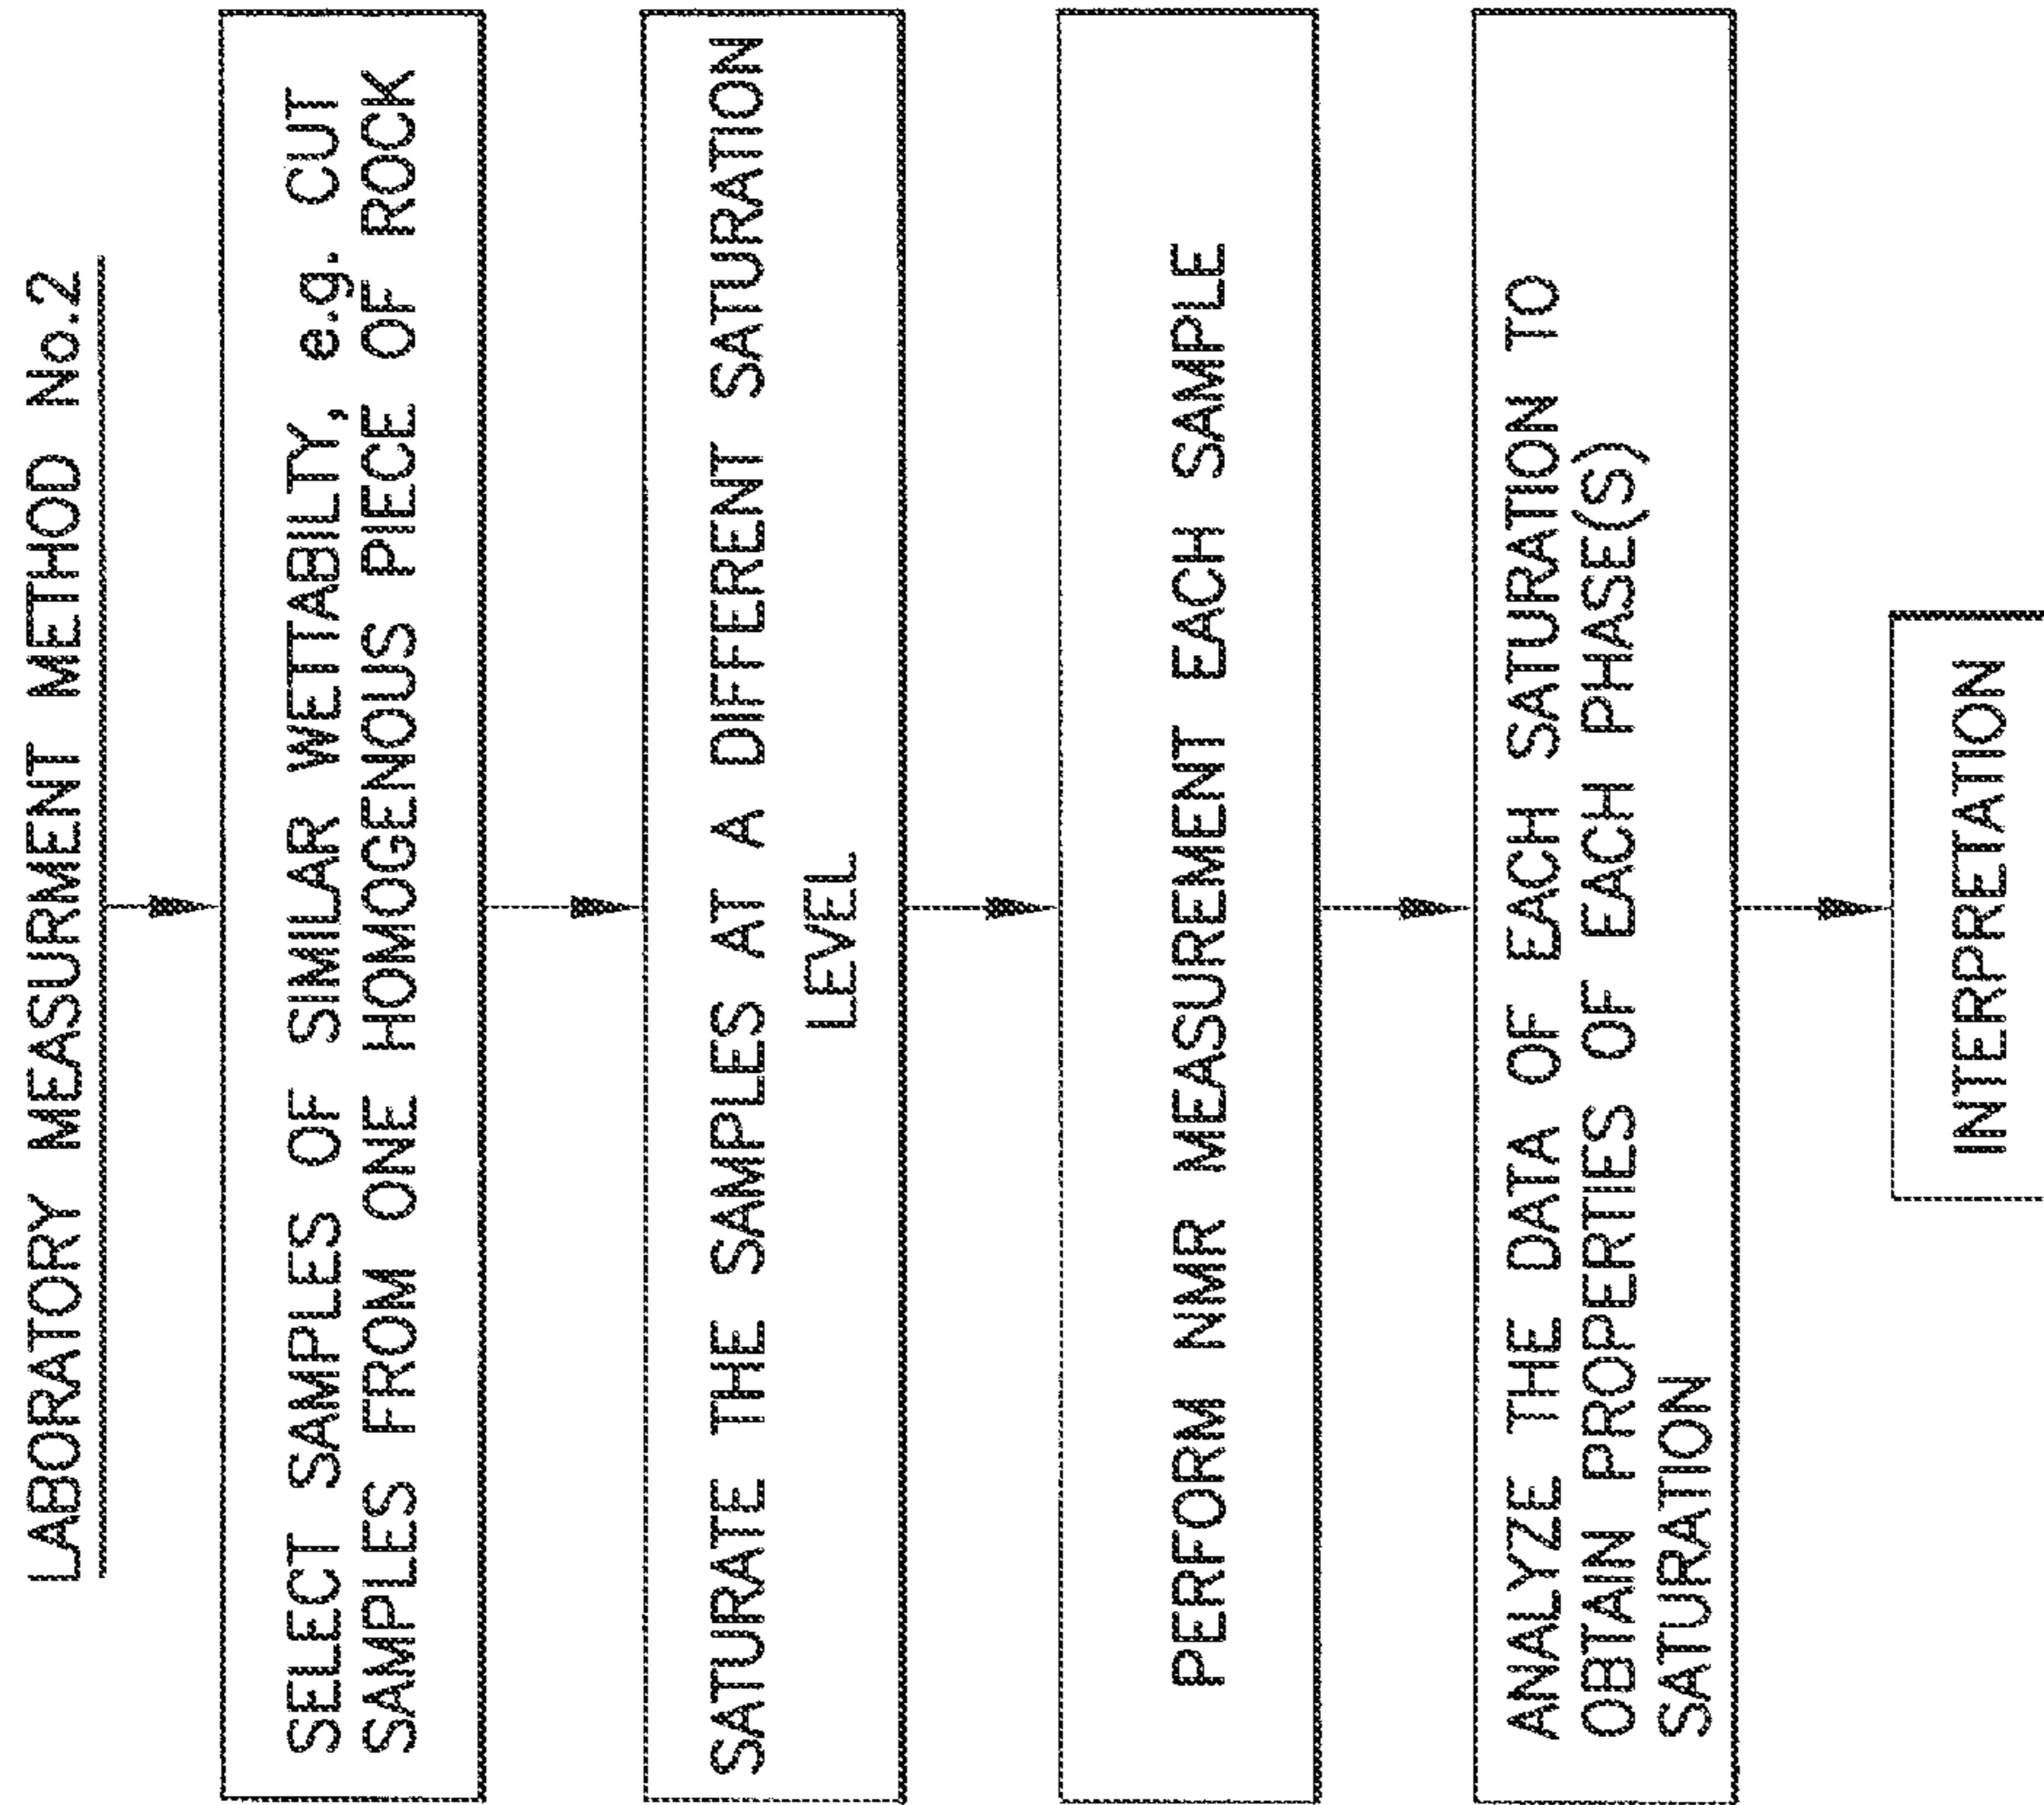 LABORATORY MEASURMENT METHOD No.2
SELECT SAMPLES OF SIMILAR WETTABILTY, e.g. CUT
SAMPLES FROM ONE HOMOGENOUS PIECE OF ROCK
SATURATE THE SAMPLES AT A DIFFERENT SATURATION
LEVEL
PERFORM NMR MEASUREMENT EACH SAMPLE
ANALYZE THE DATA OF EACH SATURATION TO
OBTAIN PROPERTIES OF EACH PHASE(S)
SATURATION
INTERPRETATION